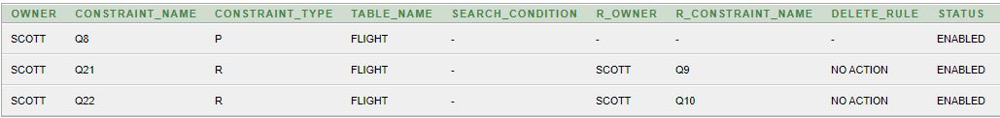 OWNER CONSTRAINT_NAME CONSTRAINT_TYPE TABLE_NAME SEARCH_CONDITION R_OWNER R_CONSTRAINT_NAME DELETE_RULE STATUS
SCOTT Q8 P FLIGHT - - - - ENABLED
SCOTT Q21 R FLIGHT - SCOTT Q9 NO ACTION ENABLED
SCOTT Q22 R FLIGHT - SCOTT Q10 NO ACTION ENABLED